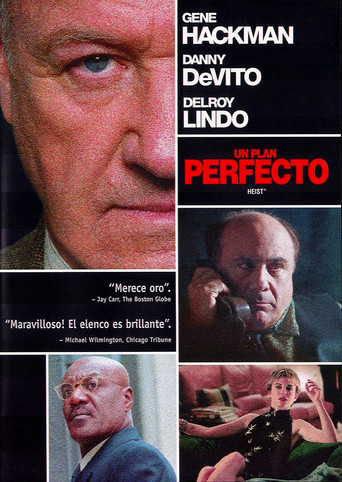 GENE
HACKMAN
DANNY
DeVITO
DELROY
LINDO
UN PLAN
PERFECTO
HEIST™
“Merece oro”.
– Jay Carr, The Boston Globe
“Maravilloso! El elenco es brillante”.
– Michael Wilmington, Chicago Tribune